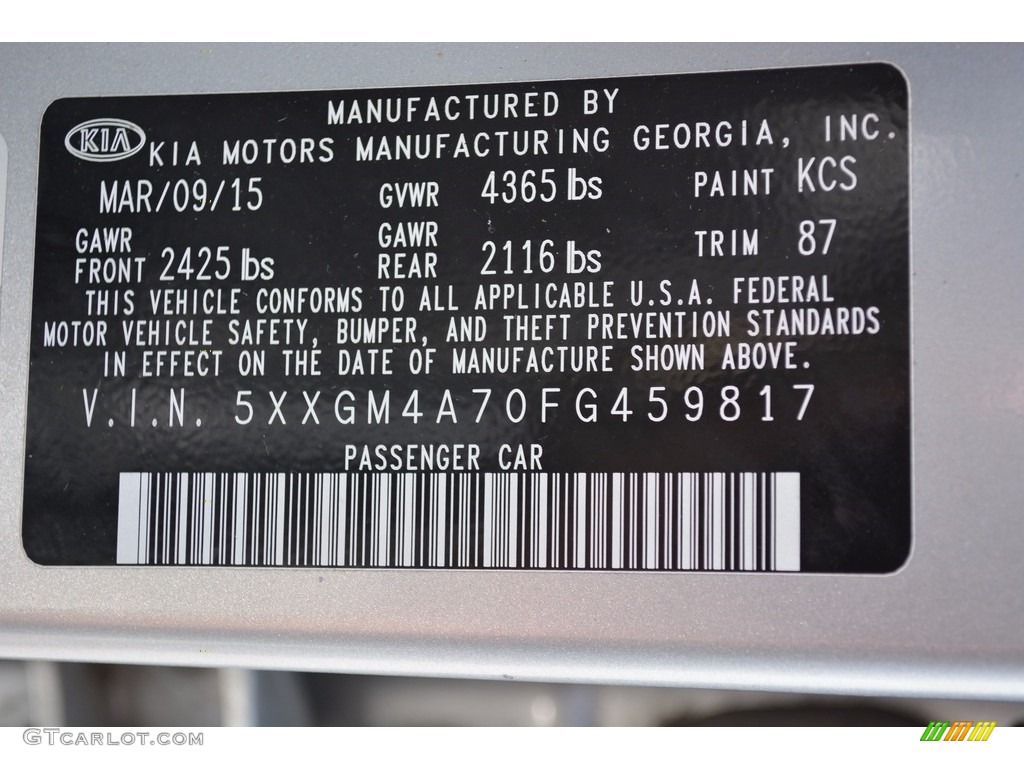 MANUFACTURED BY
KIA KIA MOTORS MANUFACTURING GEORGIA, INC.
MAR/09/15 GVWR 4365 lbs PAINT KCS
GAWR FRONT 2425 lbs GAWR REAR 2116 lbs TRIM 87
THIS VEHICLE CONFORMS TO ALL APPLICABLE U.S.A. FEDERAL
MOTOR VEHICLE SAFETY, BUMPER, AND THEFT PREVENTION STANDARDS
IN EFFECT ON THE DATE OF MANUFACTURE SHOWN ABOVE.
V.I.N. 5XXGM4A70FG459817
PASSENGER CAR
GTCarLot.com